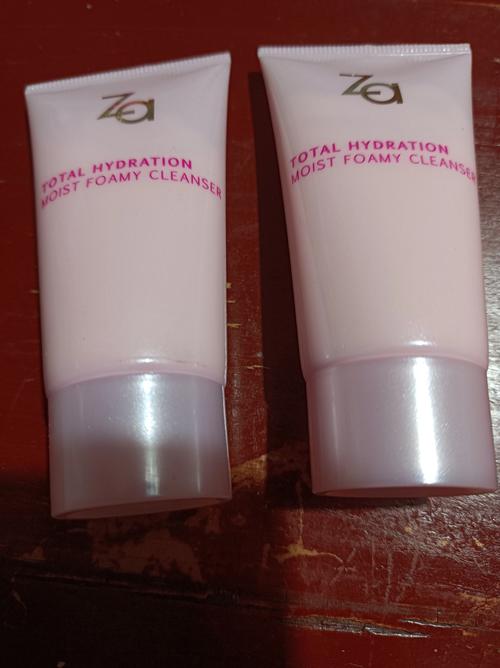 Za
TOTAL HYDRATION
MOIST FOAMY CLEANSER
Za
TOTAL HYDRATION
MOIST FOAMY CLEANSER